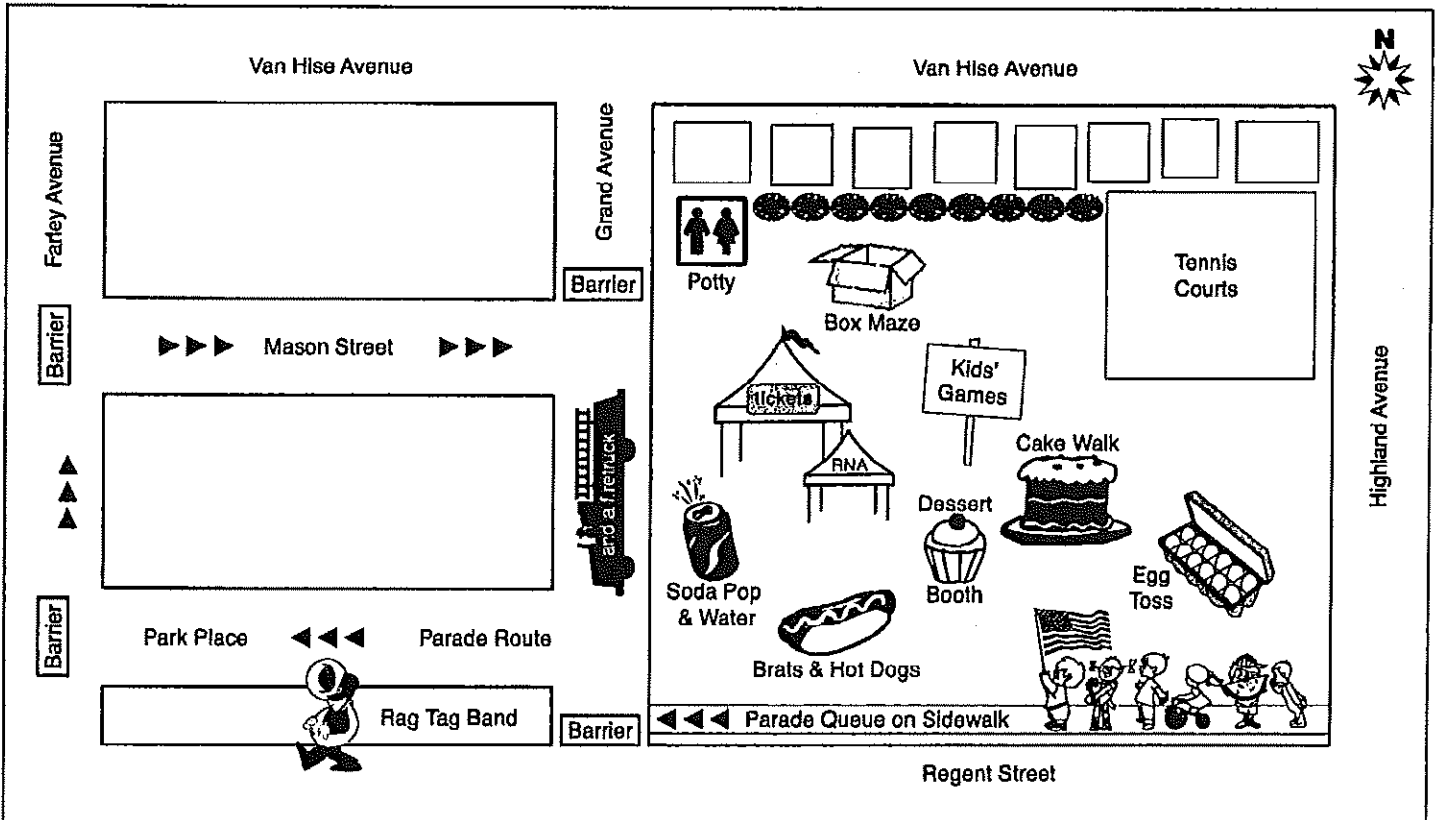 Van Hise Avenue
Van Hise Avenue
N
Farley Avenue
Grand Avenue
Barrier
Potty
Box Maze
Tennis
Courts
Barrier
Mason Street
tickets
Kids'
Games
Highland Avenue
and a firetruck
RNA
Cake Walk
Dessert
Booth
Soda Pop
& Water
Egg
Toss
Barrier
Park Place
Parade Route
Brats & Hot Dogs
Rag Tag Band
Barrier
Parade Queue on Sidewalk
Regent Street